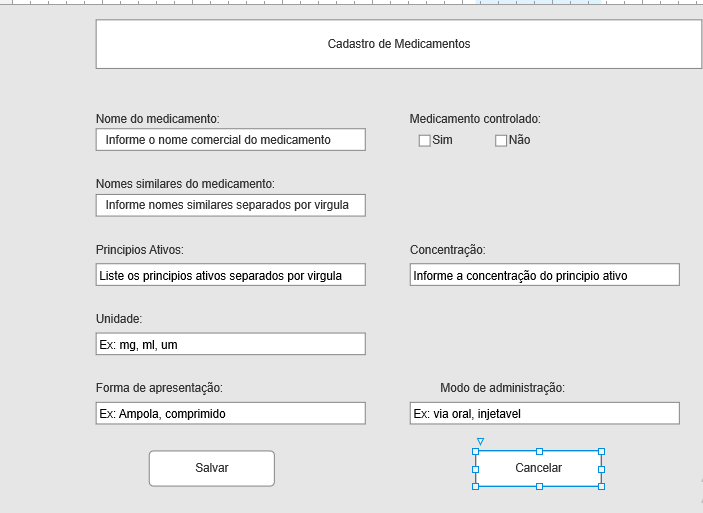 Cadastro de Medicamentos
Nome do medicamento:
Medicamento controlado:
Informe o nome comercial do medicamento
Sim
Não
Nomes similares do medicamento:
Informe nomes similares separados por virgula
Principios Ativos:
Concentração:
Liste os principios ativos separados por virgula
Informe a concentração do principio ativo
Unidade:
Ex: mg, ml, um
Forma de apresentação:
Modo de administração:
Ex: Ampola, comprimido
Ex: via oral, injetavel
Salvar
Cancelar